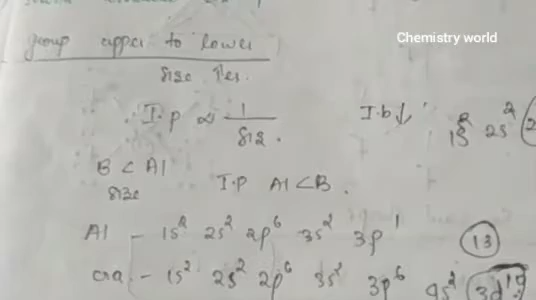 Chemistry world
group upper to lower
size
I.p ∝ 1/size. I.p↓ 1s² 2s² 2
B < Al
size I.P Al < B.
Al - 1s² 2s² 2p⁶ 3s² 3p¹ 13
Ga - 1s² 2s² 2p⁶ 3s² 3p⁶ 4s² 3d¹⁰